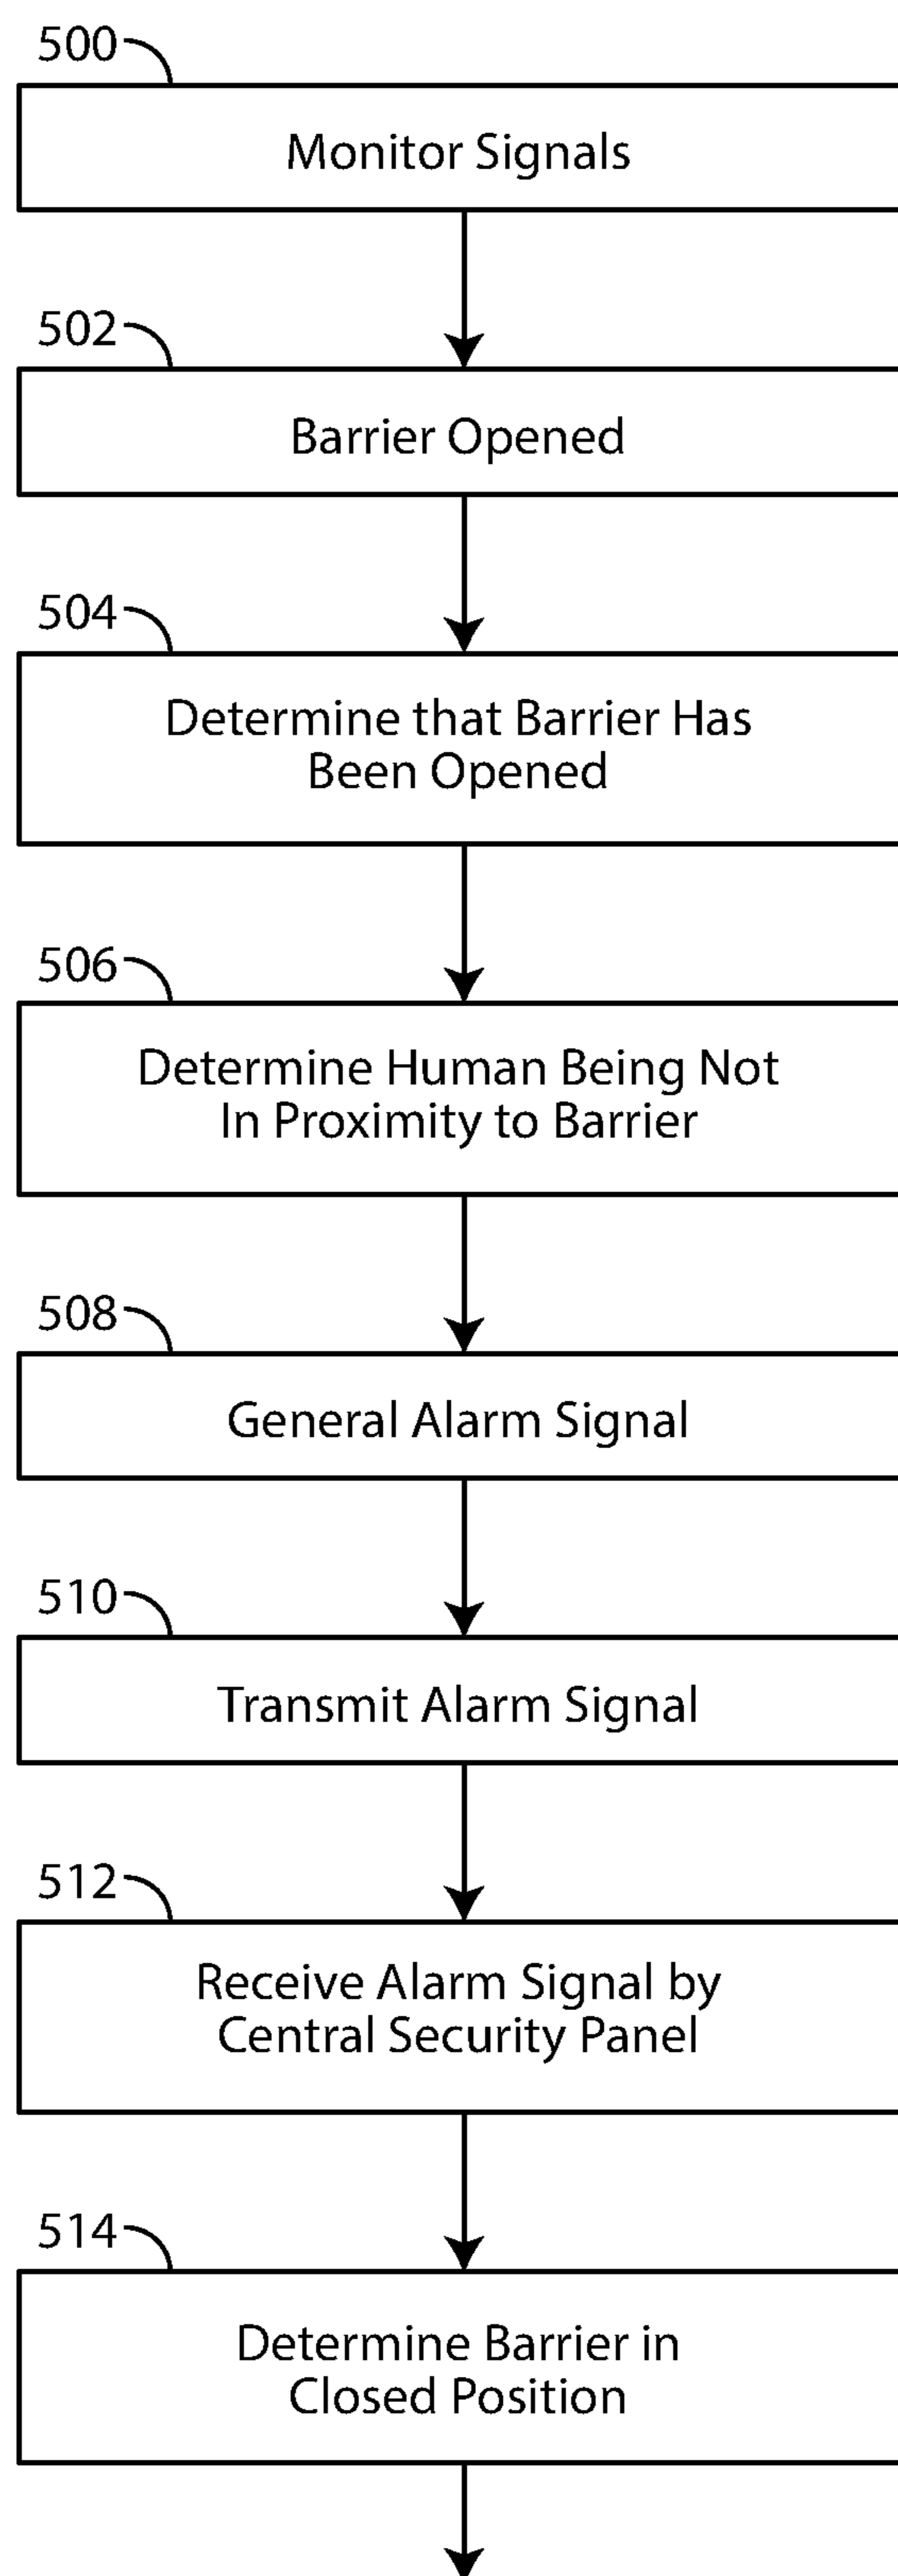 500
Monitor Signals
502
Barrier Opened
504
Determine that Barrier Has
Been Opened
506
Determine Human Being Not
In Proximity to Barrier
508
General Alarm Signal
510
Transmit Alarm Signal
512
Receive Alarm Signal by
Central Security Panel
514
Determine Barrier in
Closed Position